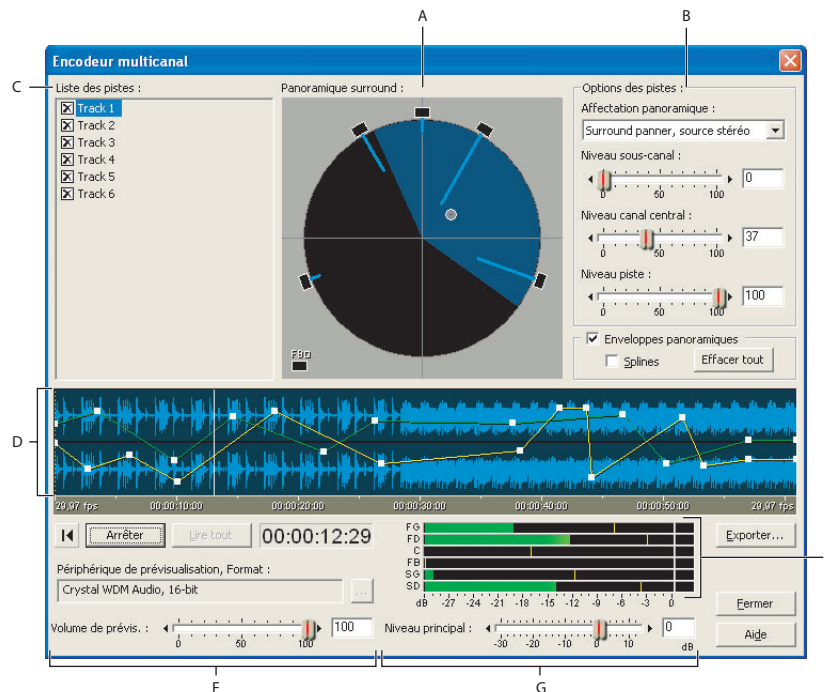 A
B
Encodeur multicanal
C
Liste des pistes :
Panoramique surround :
Options des pistes :
Track 1
Track 2
Track 3
Track 4
Track 5
Track 6
Affectation panoramique :
Surround panner, source stéréo
Niveau sous-canal :
0
0 50 100
Niveau canal central :
37
0 50 100
Niveau piste :
100
0 50 100
FB
Enveloppes panoramiques
Splines
Effacer tout
D
29,97 fps 00:00:10:00 00:00:20:00 00:00:30:00 00:00:40:00 00:00:50:00 29,97 fps
Arrêter
Lire tout
00:00:12:29
FG
FD
C
FB
SG
SD
dB -27 -24 -21 -18 -15 -12 -9 -6 -3 0
Exporter...
Périphérique de prévisualisation, Format :
Crystal WDM Audio, 16-bit
...
Fermer
Volume de prévis. :
100
0 50 100
Niveau principal :
0
-30 -20 -10 0 10 dB
Aide
G